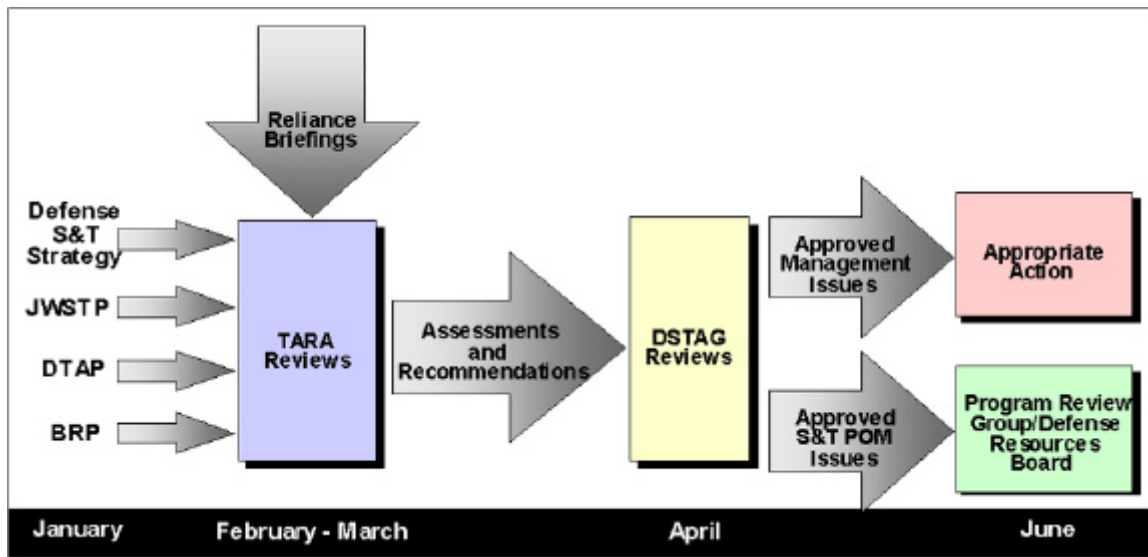 Reliance
Briefings
Defense
S&T
Strategy
JWSTP
DTAP
BRP
TARA
Reviews
Assessments
and
Recommendations
DSTAG
Reviews
Approved
Management
Issues
Appropriate
Action
Approved
S&T POM
Issues
Program Review
Group/Defense
Resources
Board
January
February - March
April
June